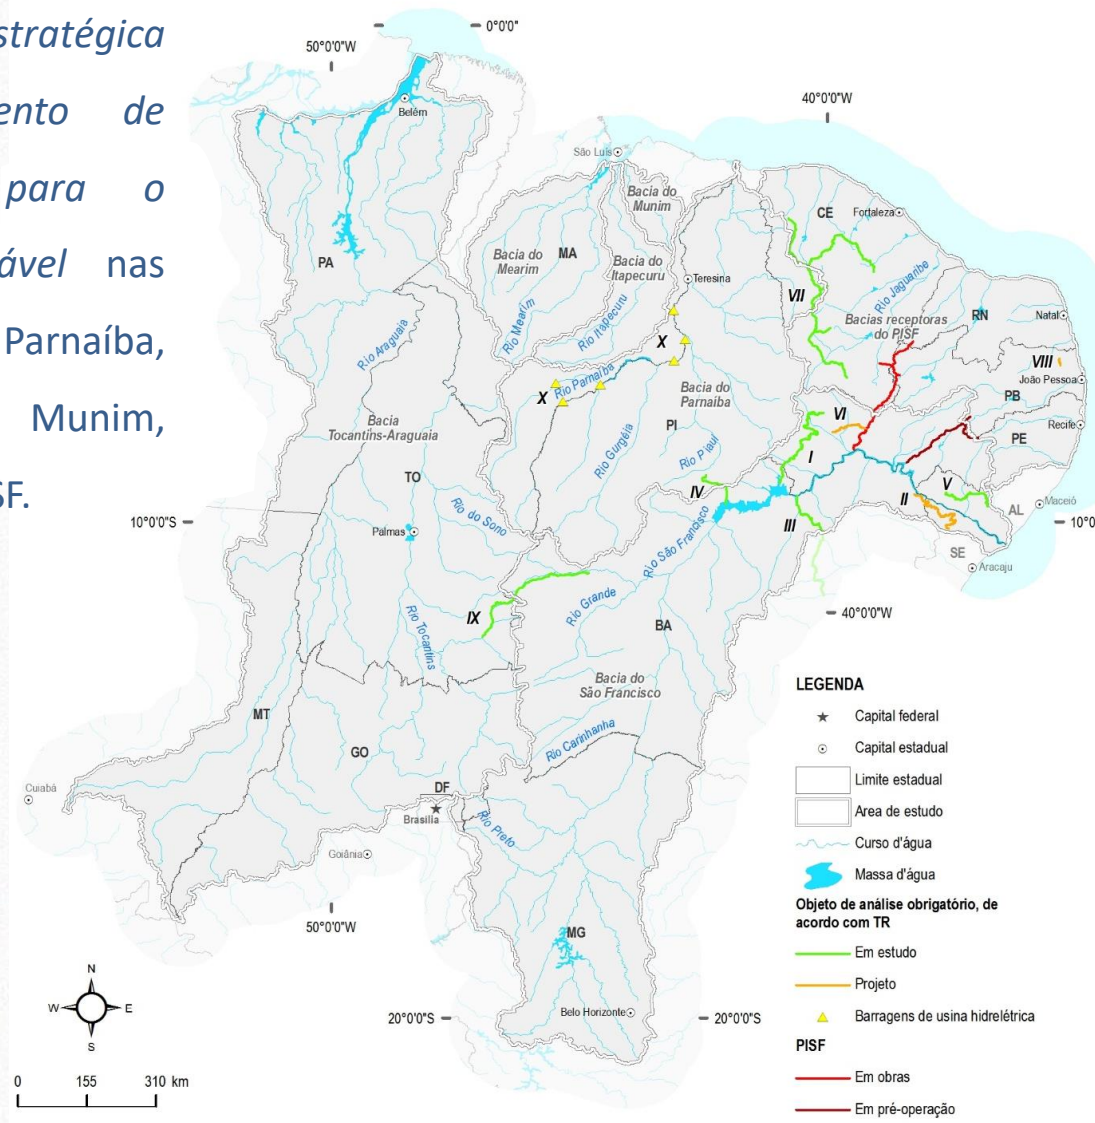 stratégica
ento de
para o
ável nas
Parnaíba,
Munim,
SF.
0°0'0"
50°0'0"W
40°0'0"W
Belém
São Luís
Bacia do
Munim
CE
Fortaleza
PA
Bacia do
Mearim
MA
Bacia do
Itapecuru
Teresina
Rio Jaguaribe
VII
Bacias receptoras
do PISF
RN
Natal
Rio Mearim
Rio Itapecuru
Rio Araguaia
X
VIII
João Pessoa
Rio Parnaíba
X
Bacia do
Parnaíba
PB
Bacia
Tocantins-Araguaia
PI
VI
Recife
PE
Rio Gurgéia
Rio Piauí
I
TO
IV
V
II
AL
Maceió
Rio do Sono
10°0'0"S
Palmas
III
10°0
Rio São Francisco
SE
Aracaju
Rio Grande
40°0'0"W
IX
Rio Tocantins
BA
Bacia do
São Francisco
LEGENDA
Capital federal
Capital estadual
Limite estadual
Area de estudo
Curso d'água
Massa d'água
Objeto de análise obrigatório, de
acordo com TR
Em estudo
Projeto
Barragens de usina hidrelétrica
PISF
Em obras
Em pré-operação
MT
GO
Rio Carinhanha
Cuiabá
DF
Brasília
Rio Preto
Goiânia
50°0'0"W
MG
N
W E
S
Belo Horizonte
20°0'0"S
20°0'0"S
0 155 310 km